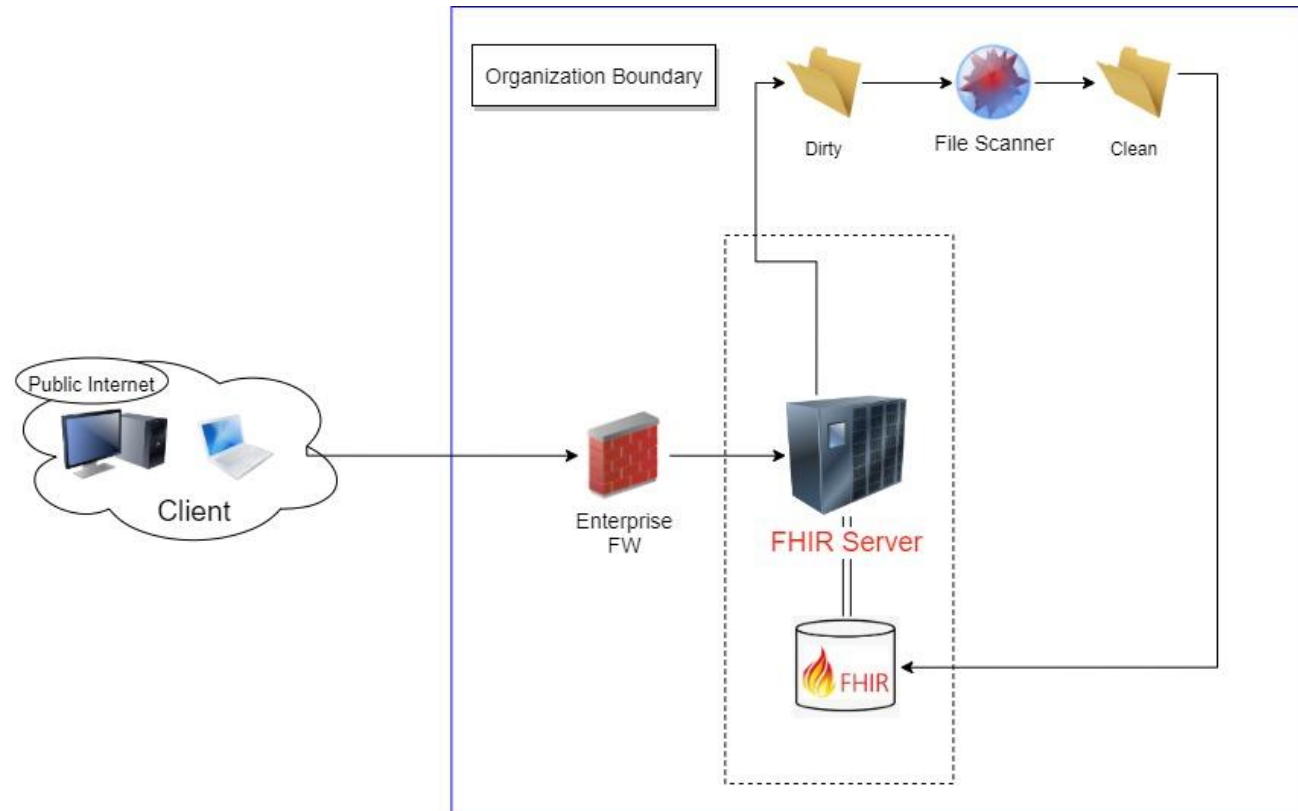 Organization Boundary
Dirty
File Scanner
Clean
Public Internet
Client
Enterprise
FW
FHIR Server
FHIR